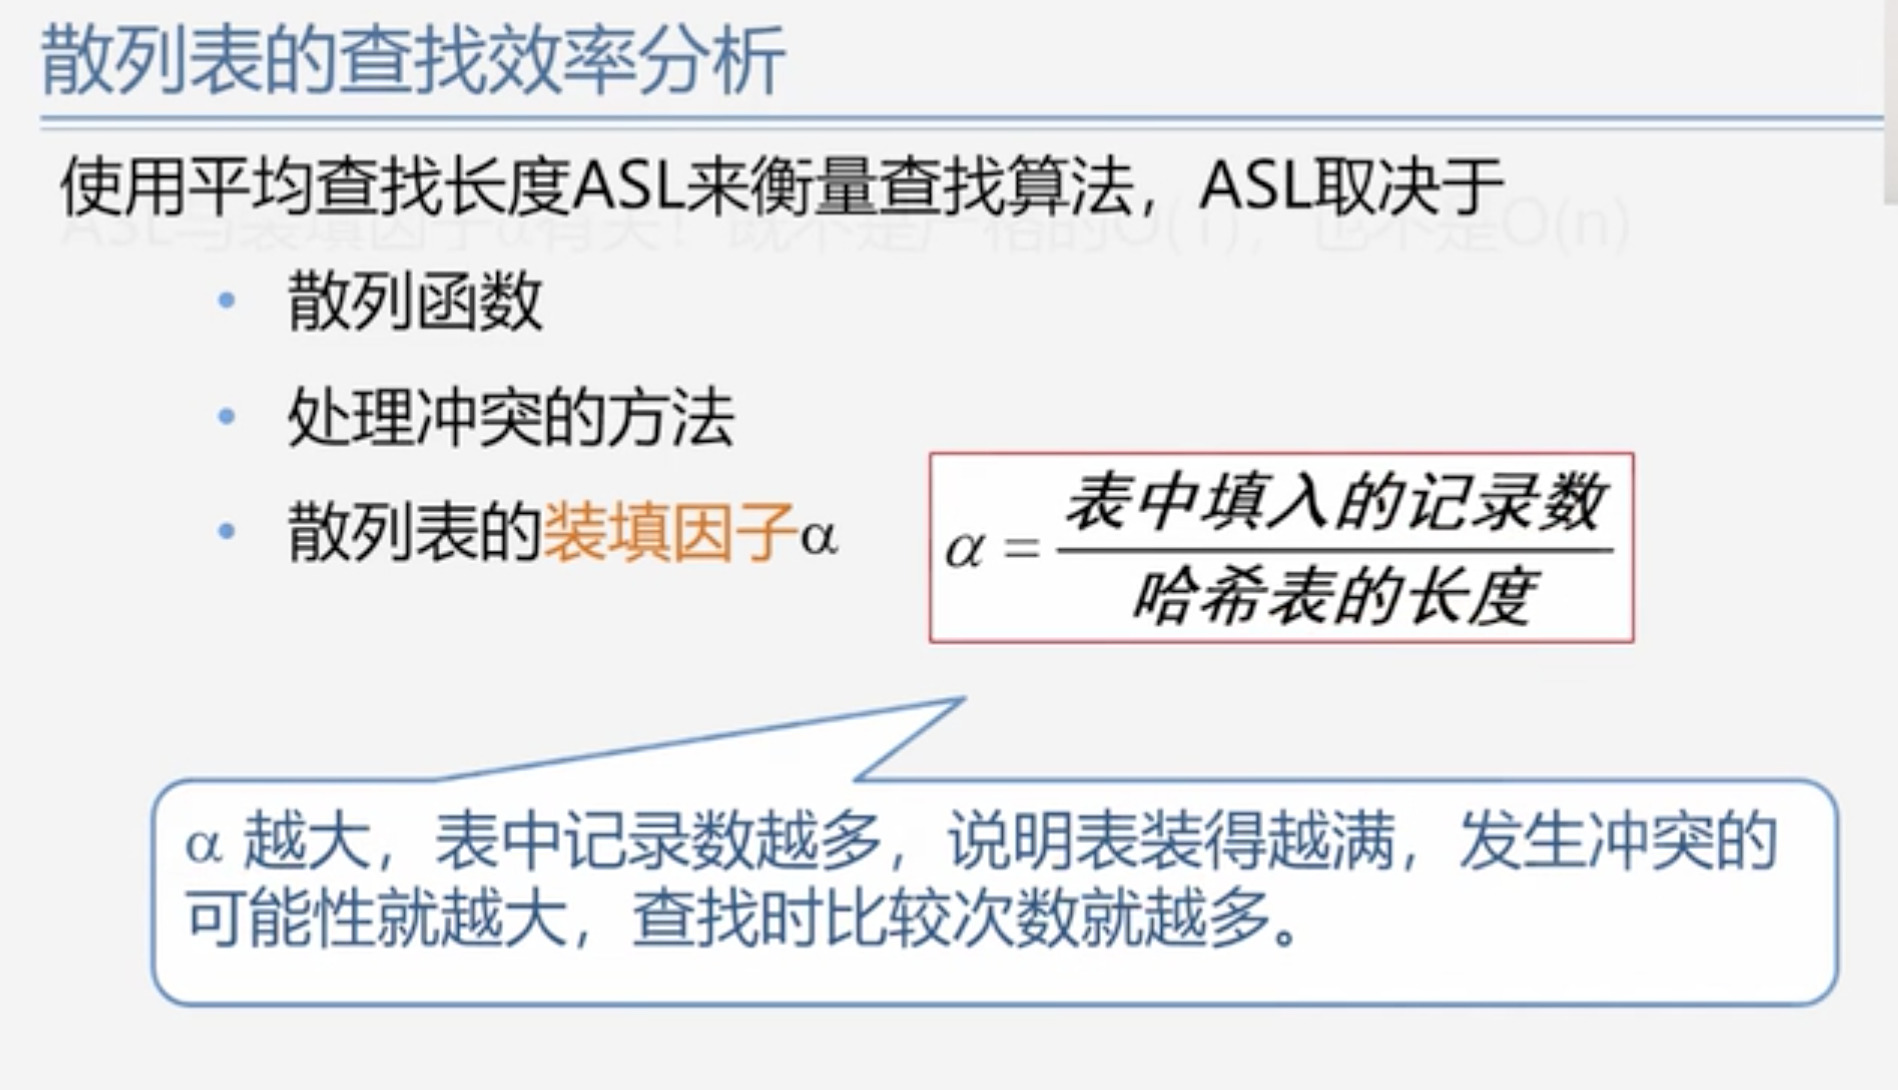 散列表的查找效率分析
使用平均查找长度ASL来衡量查找算法，ASL取决于
ASL与装填因子α有关！既不是严格的O(1)，也不是O(n)
• 散列函数
• 处理冲突的方法
• 散列表的装填因子α
α = 表中填入的记录数
哈希表的长度
α 越大，表中记录数越多，说明表装得越满，发生冲突的
可能性就越大，查找时比较次数就越多。